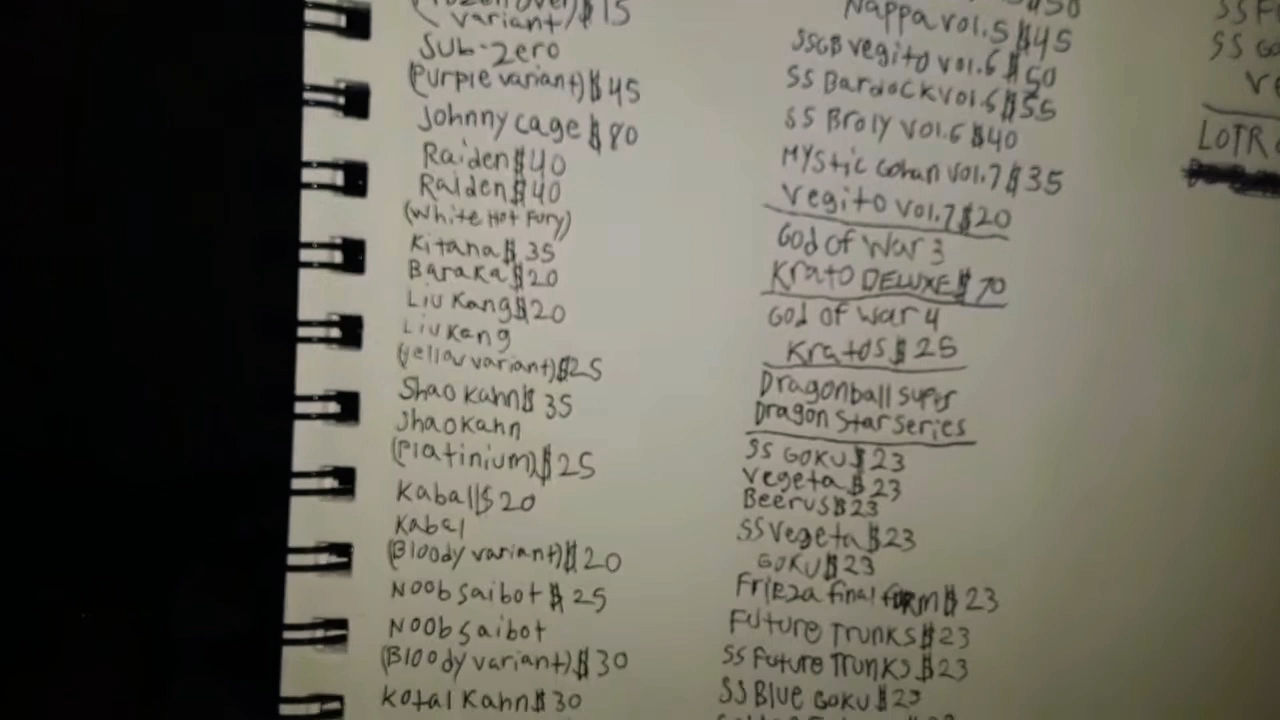 variant) $15
Sub-Zero
(Purple variant) $45
Johnny cage $80
Raiden $40
Raiden $40
(White Hot Fury)
Kitana $35
Baraka $20
Liu Kang $20
Liu Kang
(yellow variant) $25
Shao Kahn $35
Shao Kahn
(Platinium) $25
Kabal $20
Kabal
(Bloody variant) $20
Noob Saibot $25
Noob Saibot
(Bloody variant) $30
Kotal Kahn $30
Nappa vol.5 $45
SSGB Vegito vol.6 $50
SS Bardock vol.6 $55
SS Broly vol.6 $40
Mystic Gohan vol.7 $35
Vegito vol.7 $20
God of War 3
Krato DELUXE $70
God of War 4
Kratos $25
Dragonball super
Dragon Star Series
SS Goku $23
Vegeta $23
Beerus $23
SS Vegeta $23
Goku $23
Frieza final form $23
Future Trunks $23
SS Future Trunks $23
SS Blue Goku $23
LOTR